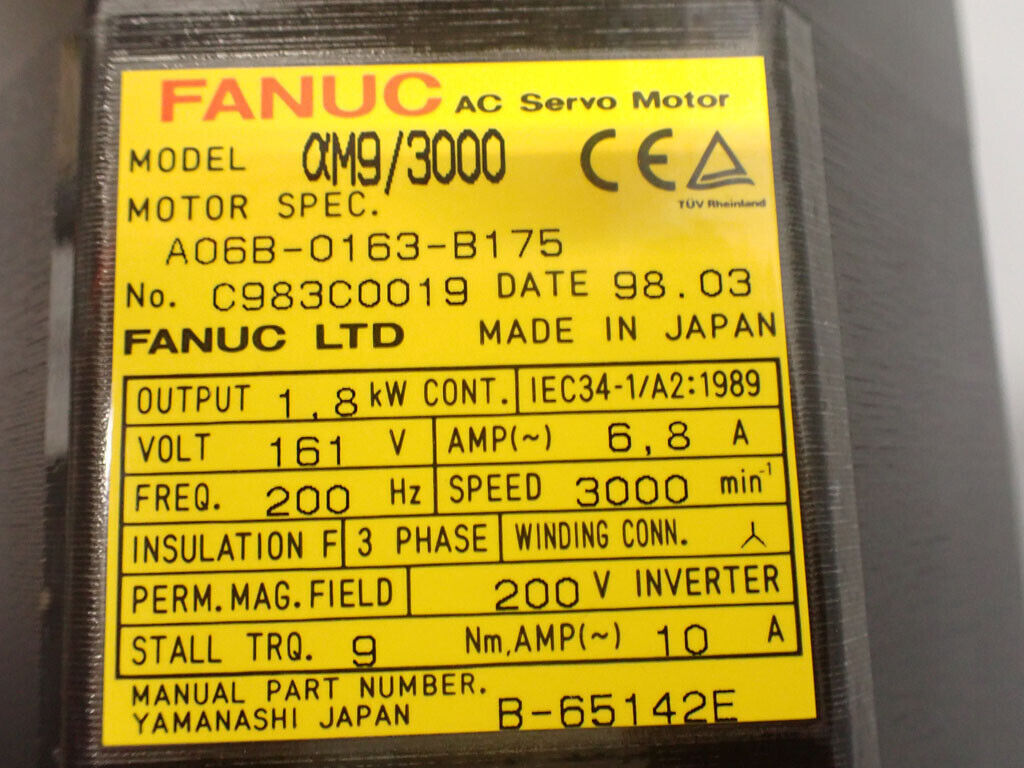 FANUC AC Servo Motor
MODEL αM9/3000 CE
TÜV Rheinland
MOTOR SPEC.
A06B-0163-B175
No. C983C0019 DATE 98.03
FANUC LTD MADE IN JAPAN
OUTPUT 1,8 kW CONT. IEC34-1/A2:1989
VOLT 161 V AMP(~) 6,8 A
FREQ. 200 Hz SPEED 3000 min⁻¹
INSULATION F 3 PHASE WINDING CONN.
PERM.MAG.FIELD 200 V INVERTER
STALL TRQ. 9 Nm,AMP(~) 10 A
MANUAL PART NUMBER.
YAMANASHI JAPAN B-65142E